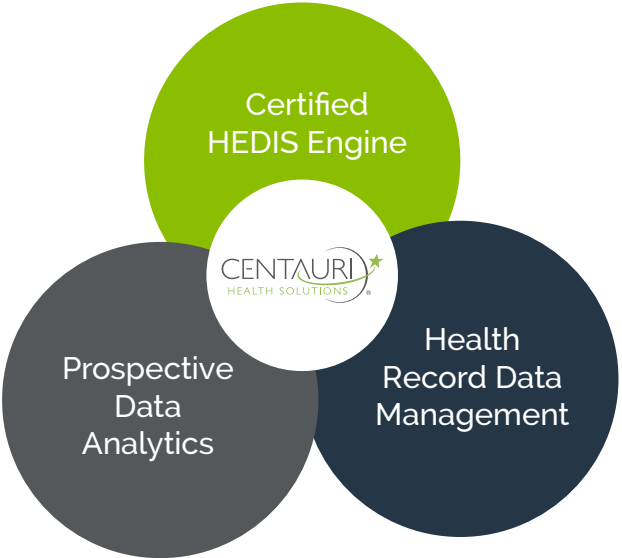 Certified
HEDIS Engine
CENTAURI
HEALTH SOLUTIONS
®
Health
Record Data
Management
Prospective
Data
Analytics